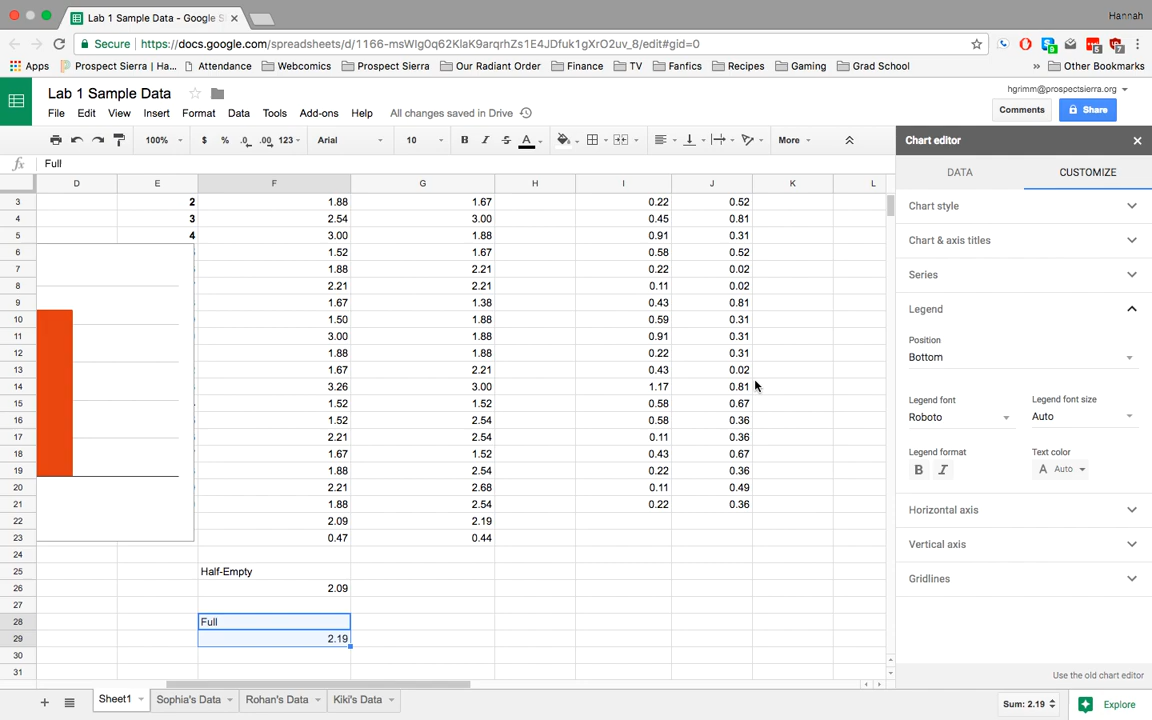 Lab 1 Sample Data - Google S
Hannah
Secure https://docs.google.com/spreadsheets/d/1166-msWIg0q62KlaK9arqrhZs1E4JDfuk1gXrO2uv_8/edit#gid=0
9 5 7
Apps Prospect Sierra | Ha... Attendance Webcomics Prospect Sierra Our Radiant Order Finance TV Fanfics Recipes Gaming Grad School » Other Bookmarks
Lab 1 Sample Data
hgrimm@prospectsierra.org
File Edit View Insert Format Data Tools Add-ons Help All changes saved in Drive
Comments Share
100% $ % .0 .00 123 Arial 10 B I S A More
Chart editor
fx Full
DATA CUSTOMIZE
D E F G H I J K L
3 2 1.88 1.67 0.22 0.52
4 3 2.54 3.00 0.45 0.81
5 4 3.00 1.88 0.91 0.31
6 1.52 1.67 0.58 0.52
7 1.88 2.21 0.22 0.02
8 2.21 2.21 0.11 0.02
9 1.67 1.38 0.43 0.81
10 1.50 1.88 0.59 0.31
11 3.00 1.88 0.91 0.31
12 1.88 1.88 0.22 0.31
13 1.67 2.21 0.43 0.02
14 3.26 3.00 1.17 0.81
15 1.52 1.52 0.58 0.67
16 1.52 2.54 0.58 0.36
17 2.21 2.54 0.11 0.36
18 1.67 1.52 0.43 0.67
19 1.88 2.54 0.22 0.36
20 2.21 2.68 0.11 0.49
21 1.88 2.54 0.22 0.36
22 2.09 2.19
23 0.47 0.44
24
25 Half-Empty
26 2.09
27
28 Full
29 2.19
30
31
Chart style
Chart & axis titles
Series
Legend
Position
Bottom
Legend font Legend font size
Roboto Auto
Legend format Text color
B I A Auto
Horizontal axis
Vertical axis
Gridlines
Use the old chart editor
Sheet1 Sophia's Data Rohan's Data Kiki's Data
Sum: 2.19 Explore